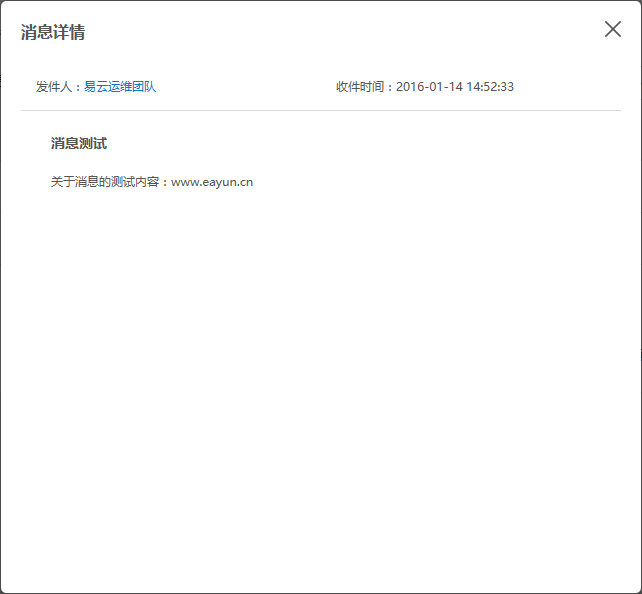 消息详情
发件人：易云运维团队 收件时间：2016-01-14 14:52:33
消息测试
关于消息的测试内容：www.eayun.cn